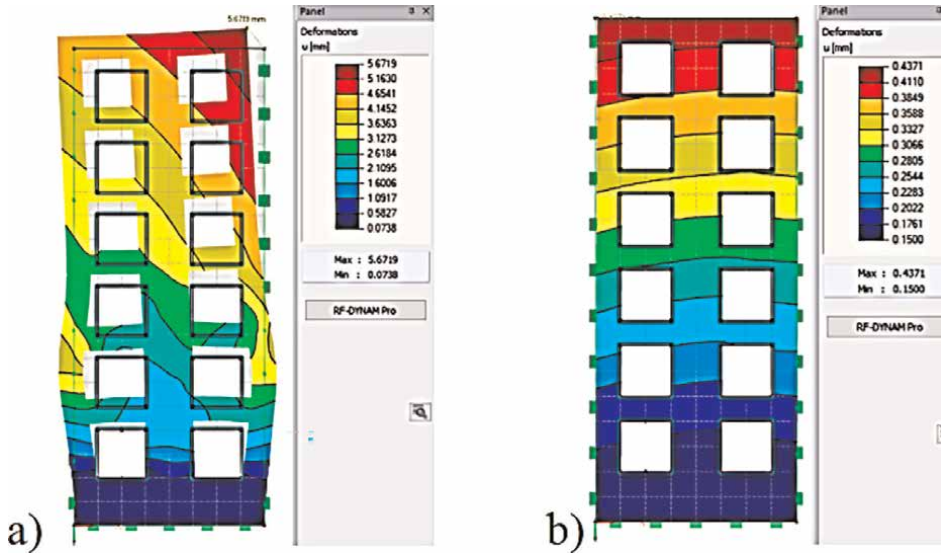 5.6719 mm
Panel
Deformations
u [mm]
5.6719
5.1630
4.6541
4.1452
3.6363
3.1273
2.6184
2.1095
1.6006
1.0917
0.5827
0.0738
Max : 5.6719
Min : 0.0738
RF-DYNAM Pro
a)
Panel
Deformations
u [mm]
0.4371
0.4110
0.3849
0.3588
0.3327
0.3066
0.2805
0.2544
0.2283
0.2022
0.1761
0.1500
Max : 0.4371
Min : 0.1500
RF-DYNAM Pro
b)